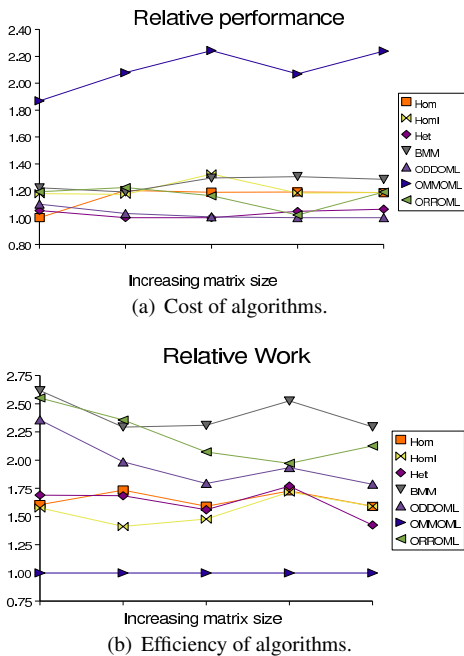 Relative performance
2.40
2.20
2.00
1.80
1.60
1.40
1.20
1.00
0.80
Hom
HomI
Het
BMM
ODDOML
OMMOML
ORROML
Increasing matrix size
(a) Cost of algorithms.
Relative Work
2.75
2.50
2.25
2.00
1.75
1.50
1.25
1.00
0.75
Hom
HomI
Het
BMM
ODDOML
OMMOML
ORROML
Increasing matrix size
(b) Efficiency of algorithms.